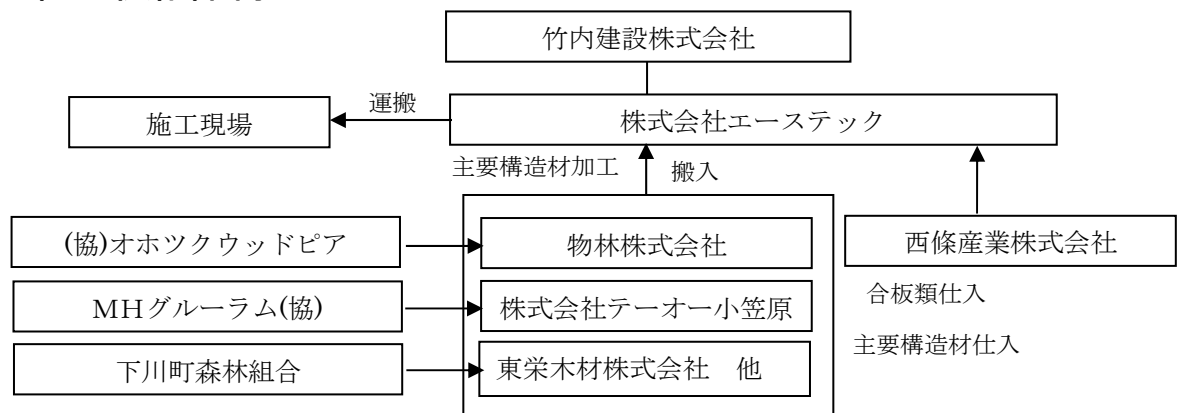 竹内建設株式会社
運搬
施工現場
株式会社エーステック
主要構造材加工
搬入
(協)オホツクウッドピア
物林株式会社
西條産業株式会社
MHグルーラム(協)
株式会社テーオー小笠原
合板類仕入
主要構造材仕入
下川町森林組合
東栄木材株式会社　他